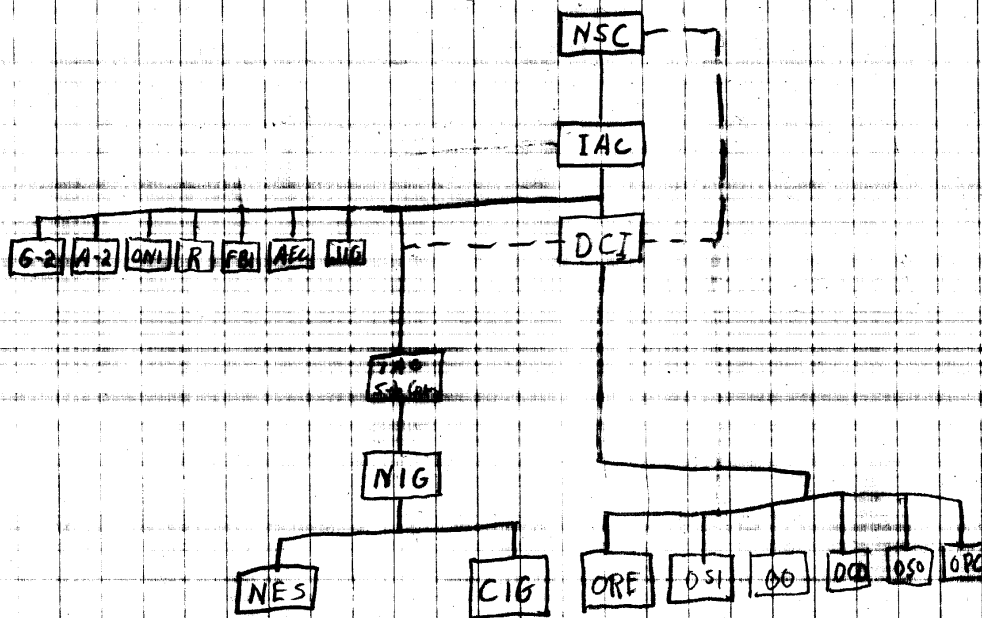 NSC
IAC
DCI
G-2 A-2 ONI R FBI AEC JIG
NIG
NES CIG ORE OSI OO OCD OSO OPC